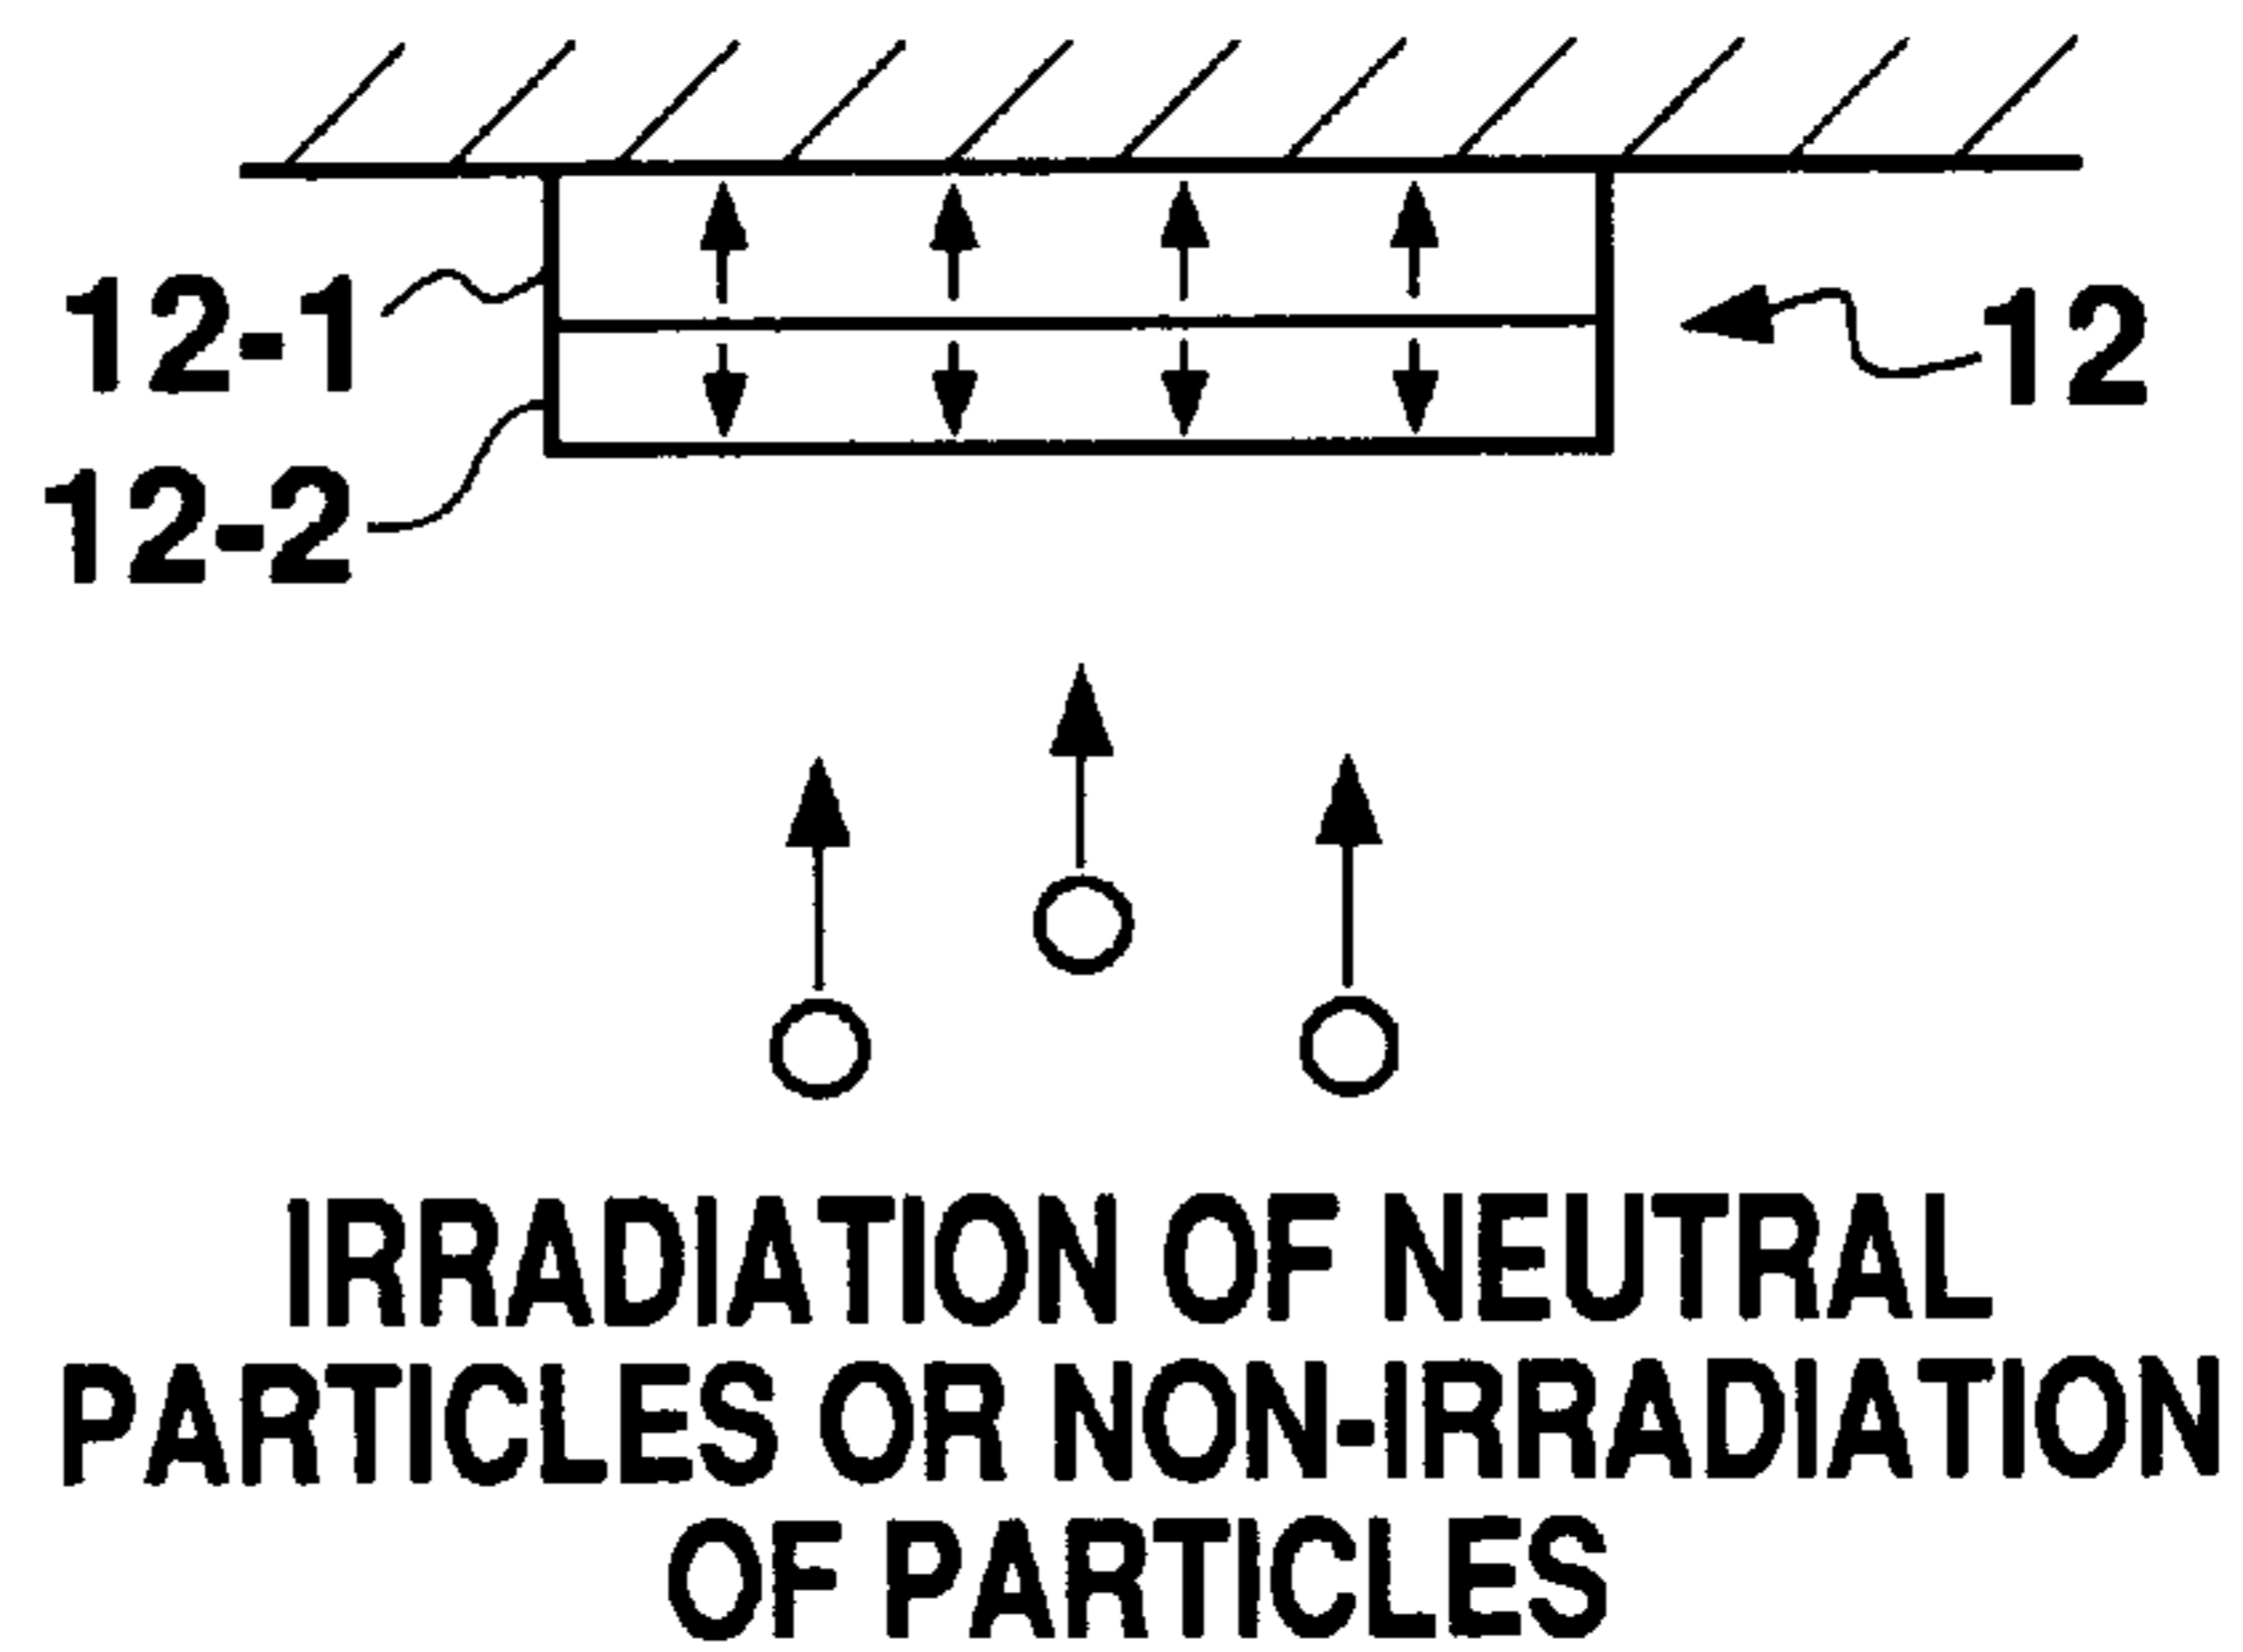 12-1
12
12-2
IRRADIATION OF NEUTRAL
PARTICLES OR NON-IRRADIATION
OF PARTICLES